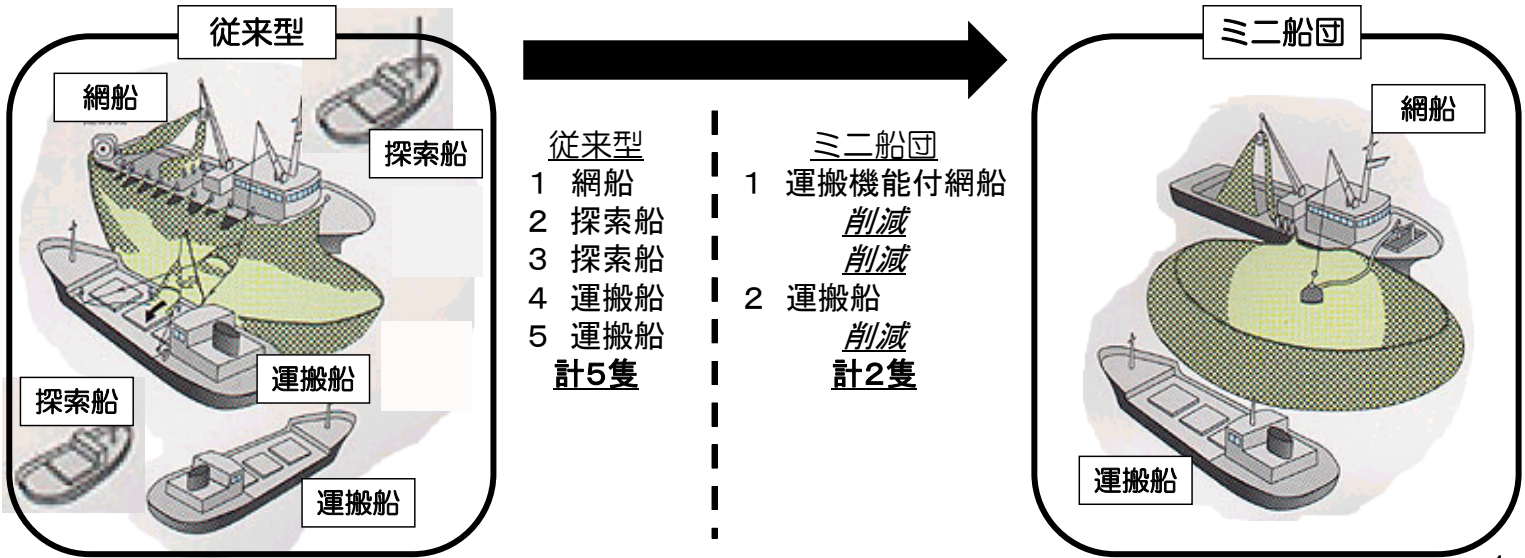 従来型
網船
探索船
運搬船
探索船
運搬船
従来型
1 網船
2 探索船
3 探索船
4 運搬船
5 運搬船
計5隻
ミニ船団
1 運搬機能付網船
削減
削減
2 運搬船
削減
計2隻
ミニ船団
網船
運搬船